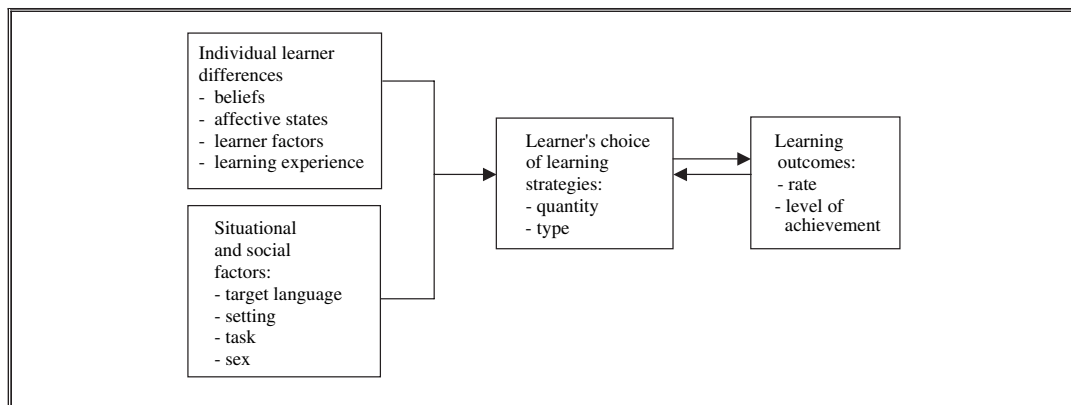 Individual learner
differences
- beliefs
- affective states
- learner factors
- learning experience
Situational
and social
factors:
- target language
- setting
- task
- sex
Learner's choice
of learning
strategies:
- quantity
- type
Learning
outcomes:
- rate
- level of
achievement